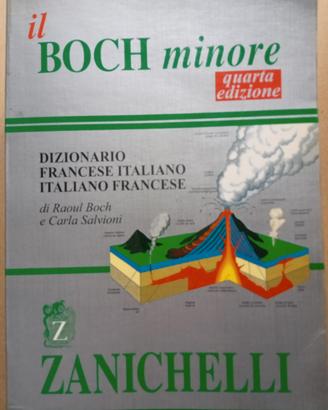 il
BOCH minore
quarta
edizione
DIZIONARIO
FRANCESE ITALIANO
ITALIANO FRANCESE
di Raoul Boch
e Carla Salvioni
Z
ZANICHELLI